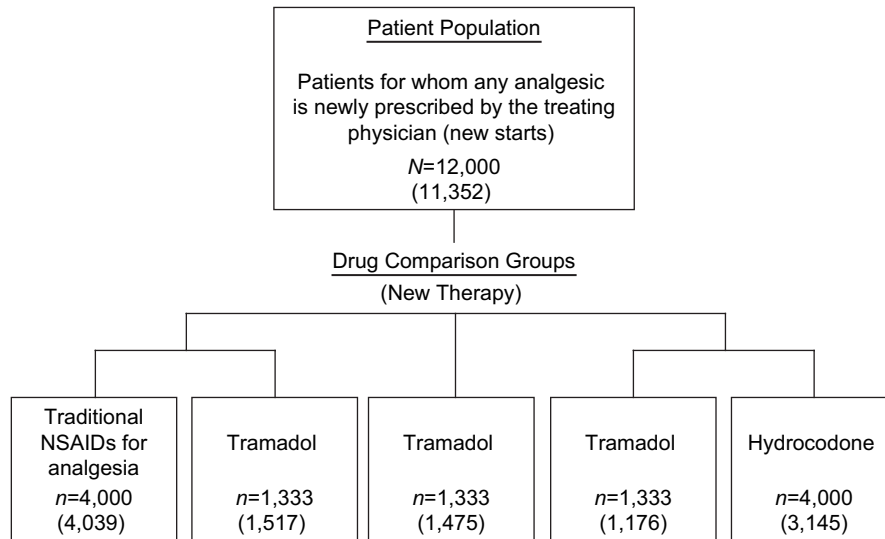 Patient Population
Patients for whom any analgesic
is newly prescribed by the treating
physician (new starts)
N=12,000
(11,352)
Drug Comparison Groups
(New Therapy)
Traditional
NSAIDs for
analgesia
n=4,000
(4,039)
Tramadol
n=1,333
(1,517)
Tramadol
n=1,333
(1,475)
Tramadol
n=1,333
(1,176)
Hydrocodone
n=4,000
(3,145)